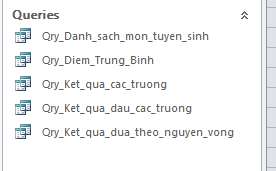 Queries
Qry_Danh_sach_mon_tuyen_sinh
Qry_Diem_Trung_Binh
Qry_Ket_qua_cac_truong
Qry_Ket_qua_dau_cac_truong
Qry_Ket_qua_dua_theo_nguyen_vong